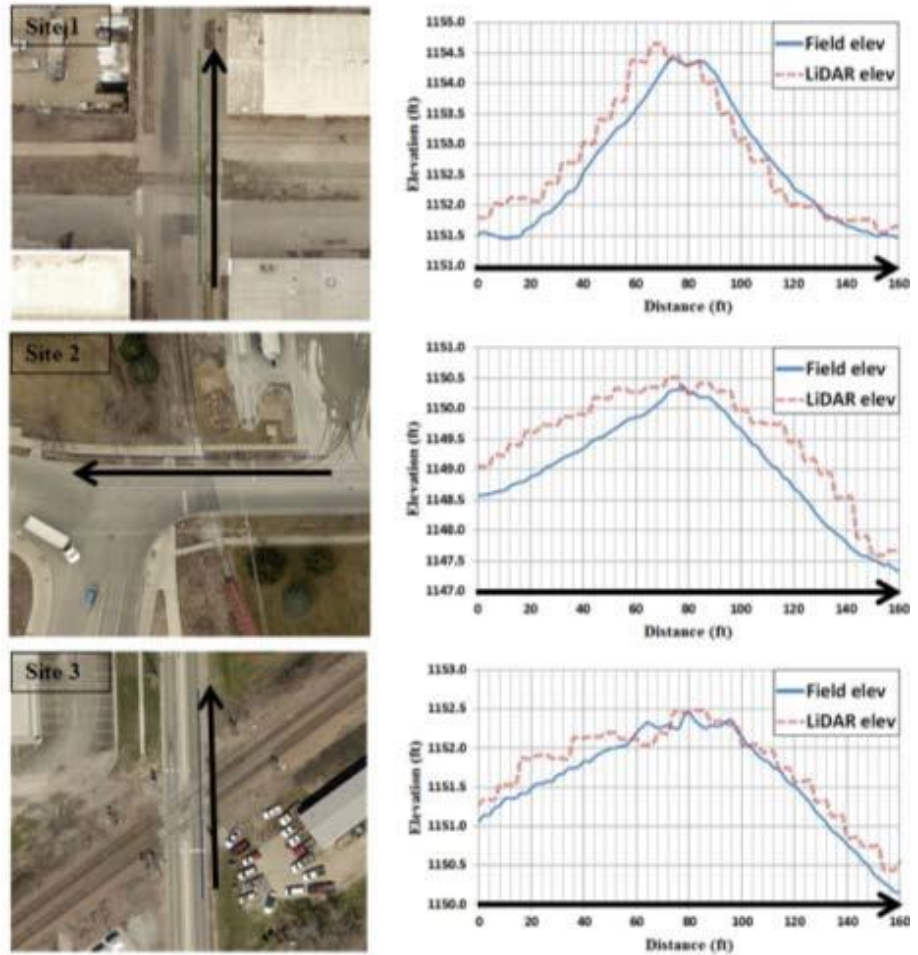 Site 1
1155.0
1154.5
1154.0
1153.5
1153.0
1152.5
1152.0
1151.5
1151.0
Elevation (ft)
Field elev
LiDAR elev
0 20 40 60 80 100 120 140 160
Distance (ft)
Site 2
1151.0
1150.5
1150.0
1149.5
1149.0
1148.5
1148.0
1147.5
1147.0
Elevation (ft)
Field elev
LiDAR elev
0 20 40 60 80 100 120 140 160
Distance (ft)
Site 3
1153.0
1152.5
1152.0
1151.5
1151.0
1150.5
1150.0
Elevation (ft)
Field elev
LiDAR elev
0 20 40 60 80 100 120 140 160
Distance (ft)